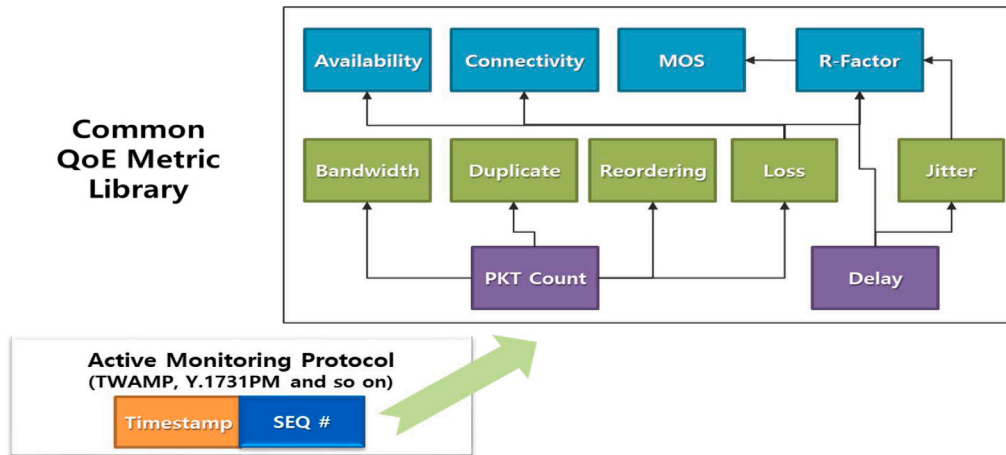 Common
QoE Metric
Library
Availability
Connectivity
MOS
R-Factor
Bandwidth
Duplicate
Reordering
Loss
Jitter
PKT Count
Delay
Active Monitoring Protocol
(TWAMP, Y.1731PM and so on)
Timestamp
SEQ #